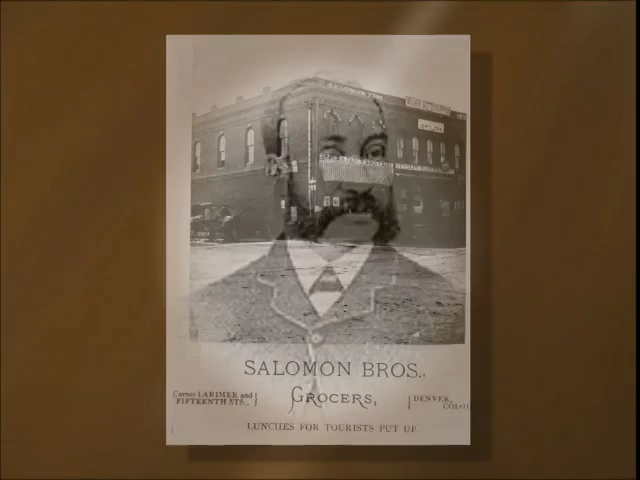 SALOMON BROS.,
Corner LARIMER and
FIFTEENTH STS., }
GROCERS,
{ DENVER,
COLO
LUNCHES FOR TOURISTS PUT UP.